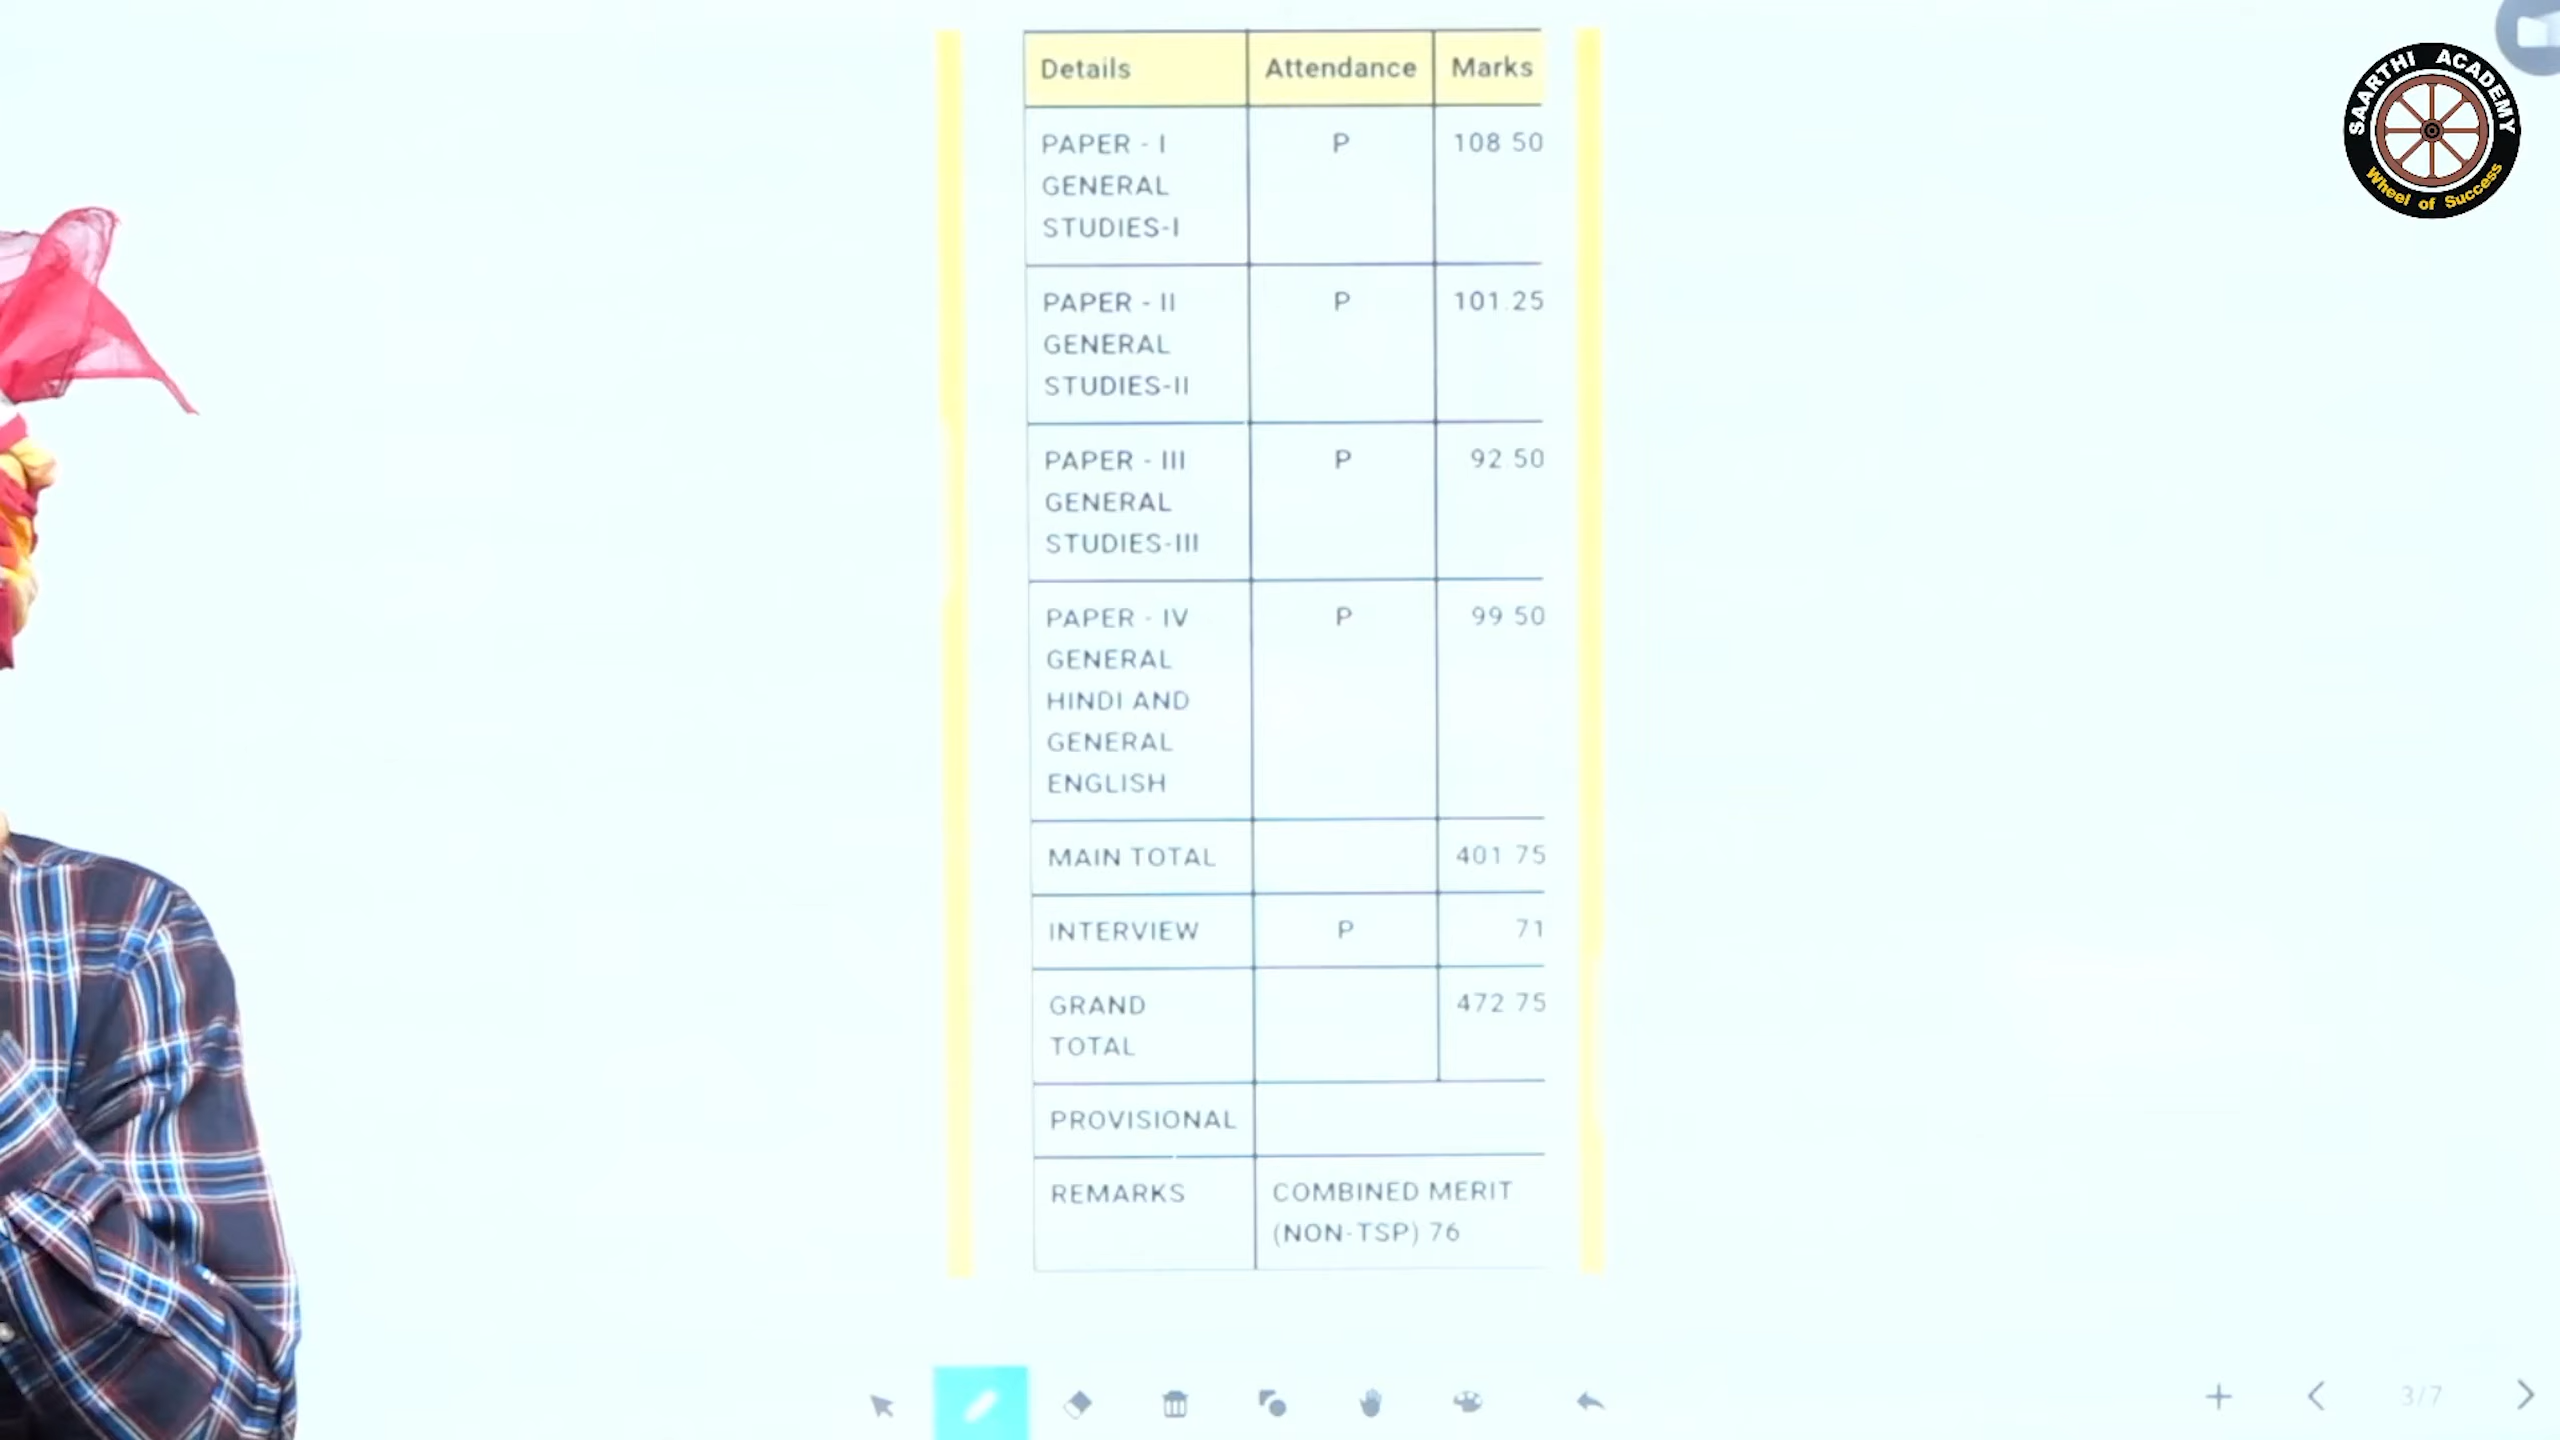 SAARTHI ACADEMY
Wheel of Success
Details Attendance Marks
PAPER - I P 108 50
GENERAL
STUDIES-I
PAPER - II P 101.25
GENERAL
STUDIES-II
PAPER - III P 92 50
GENERAL
STUDIES-III
PAPER - IV P 99 50
GENERAL
HINDI AND
GENERAL
ENGLISH
MAIN TOTAL 401 75
INTERVIEW P 71
GRAND 472 75
TOTAL
PROVISIONAL
REMARKS COMBINED MERIT
(NON-TSP) 76
3/7